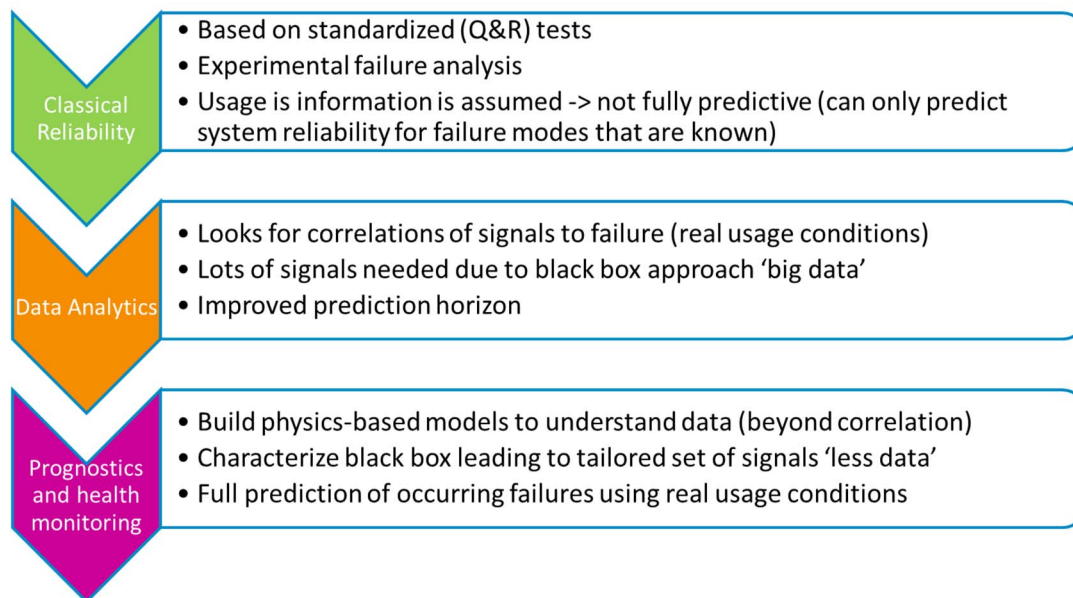 Classical
Reliability
• Based on standardized (Q&R) tests
• Experimental failure analysis
• Usage is information is assumed -> not fully predictive (can only predict
system reliability for failure modes that are known)
Data Analytics
• Looks for correlations of signals to failure (real usage conditions)
• Lots of signals needed due to black box approach ‘big data’
• Improved prediction horizon
Prognostics
and health
monitoring
• Build physics-based models to understand data (beyond correlation)
• Characterize black box leading to tailored set of signals ‘less data’
• Full prediction of occurring failures using real usage conditions